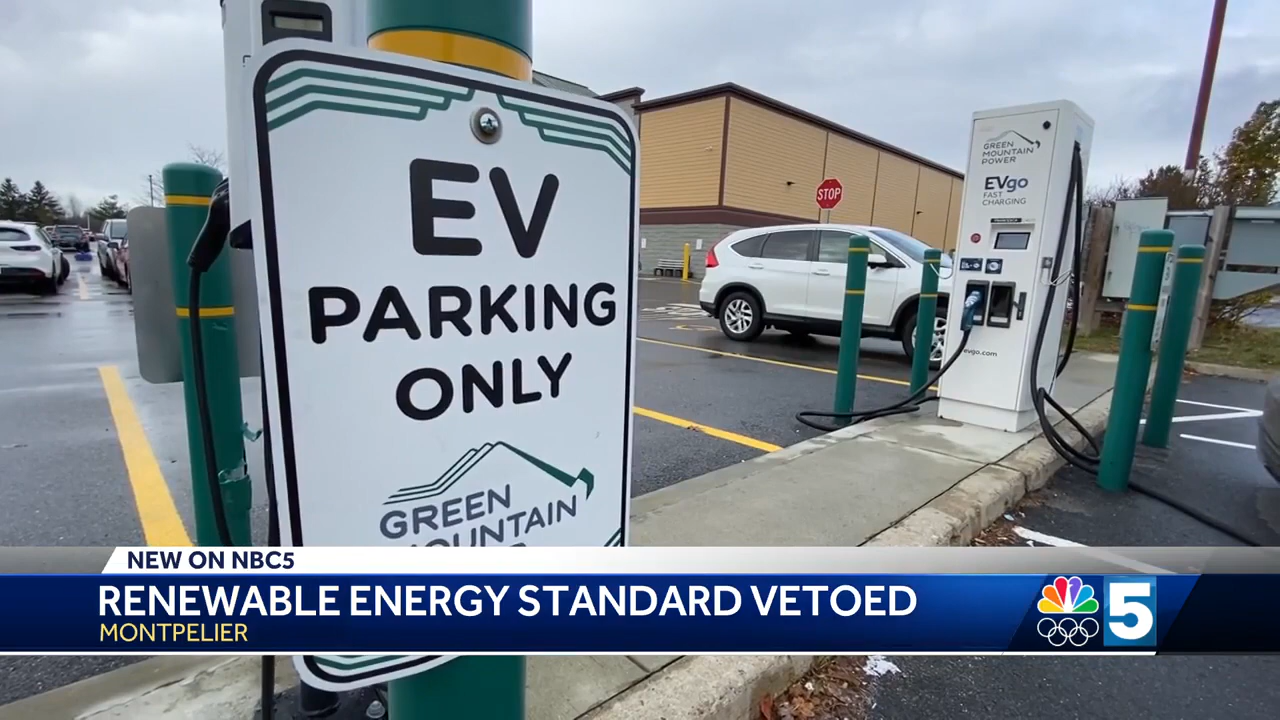 EV
PARKING
ONLY
GREEN
MOUNTAIN
GREEN
MOUNTAIN
POWER
EVgo
FAST
CHARGING
evgo.com
STOP
NEW ON NBC5
RENEWABLE ENERGY STANDARD VETOED
MONTPELIER
5